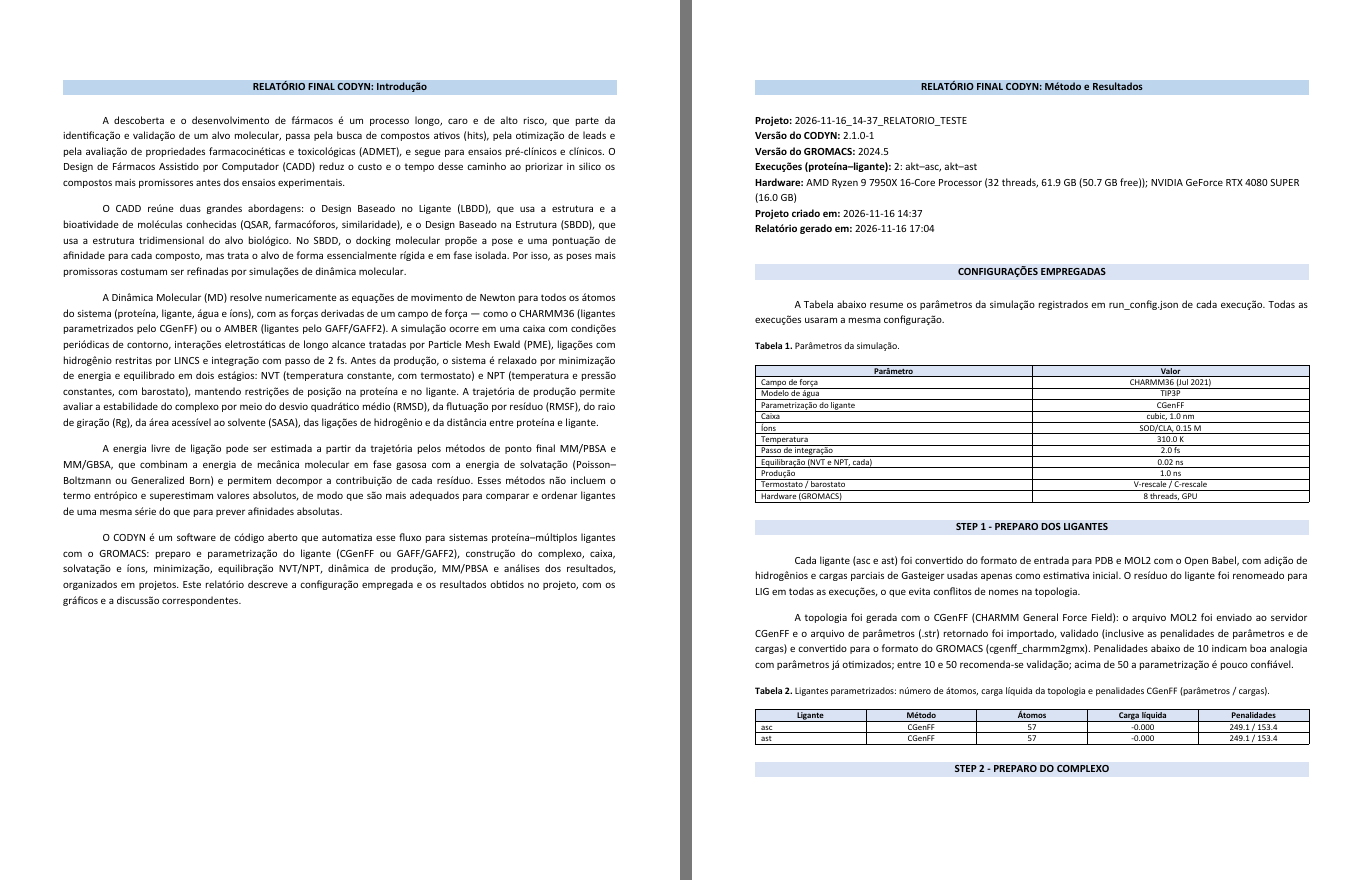 RELATÓRIO FINAL CODYN: Introdução
A descoberta e o desenvolvimento de fármacos é um processo longo, caro e de alto risco, que parte da
identificação e validação de um alvo molecular, passa pela busca de compostos ativos (hits), pela otimização de leads e
pela avaliação de propriedades farmacocinéticas e toxicológicas (ADMET), e segue para ensaios pré-clínicos e clínicos. O
Design de Fármacos Assistido por Computador (CADD) reduz o custo e o tempo desse caminho ao priorizar in silico os
compostos mais promissores antes dos ensaios experimentais.
O CADD reúne duas grandes abordagens: o Design Baseado no Ligante (LBDD), que usa a estrutura e a
bioatividade de moléculas conhecidas (QSAR, farmacóforos, similaridade), e o Design Baseado na Estrutura (SBDD), que
usa a estrutura tridimensional do alvo biológico. No SBDD, o docking molecular propõe a pose e uma pontuação de
afinidade para cada composto, mas trata o alvo de forma essencialmente rígida e em fase isolada. Por isso, as poses mais
promissoras costumam ser refinadas por simulações de dinâmica molecular.
A Dinâmica Molecular (MD) resolve numericamente as equações de movimento de Newton para todos os átomos
do sistema (proteína, ligante, água e íons), com as forças derivadas de um campo de força — como o CHARMM36 (ligantes
parametrizados pelo CGenFF) ou o AMBER (ligantes pelo GAFF/GAFF2). A simulação ocorre em uma caixa com condições
periódicas de contorno, interações eletrostáticas de longo alcance tratadas por Particle Mesh Ewald (PME), ligações com
hidrogênio restritas por LINCS e integração com passo de 2 fs. Antes da produção, o sistema é relaxado por minimização
de energia e equilibrado em dois estágios: NVT (temperatura constante, com termostato) e NPT (temperatura e pressão
constantes, com barostato), mantendo restrições de posição na proteína e no ligante. A trajetória de produção permite
avaliar a estabilidade do complexo por meio do desvio quadrático médio (RMSD), da flutuação por resíduo (RMSF), do raio
de giração (Rg), da área acessível ao solvente (SASA), das ligações de hidrogênio e da distância entre proteína e ligante.
A energia livre de ligação pode ser estimada a partir da trajetória pelos métodos de ponto final MM/PBSA e
MM/GBSA, que combinam a energia de mecânica molecular em fase gasosa com a energia de solvatação (Poisson–
Boltzmann ou Generalized Born) e permitem decompor a contribuição de cada resíduo. Esses métodos não incluem o
termo entrópico e superestimam valores absolutos, de modo que são mais adequados para comparar e ordenar ligantes
de uma mesma série do que para prever afinidades absolutas.
O CODYN é um software de código aberto que automatiza esse fluxo para sistemas proteína–múltiplos ligantes
com o GROMACS: preparo e parametrização do ligante (CGenFF ou GAFF/GAFF2), construção do complexo, caixa,
solvatação e íons, minimização, equilibração NVT/NPT, dinâmica de produção, MM/PBSA e análises dos resultados,
organizados em projetos. Este relatório descreve a configuração empregada e os resultados obtidos no projeto, com os
gráficos e a discussão correspondentes.
RELATÓRIO FINAL CODYN: Método e Resultados
Projeto: 2026-11-16_14-37_RELATORIO_TESTE
Versão do CODYN: 2.1.0-1
Versão do GROMACS: 2024.5
Execuções (proteína–ligante): 2: akt–asc, akt–ast
Hardware: AMD Ryzen 9 7950X 16-Core Processor (32 threads, 61.9 GB (50.7 GB free)); NVIDIA GeForce RTX 4080 SUPER
(16.0 GB)
Projeto criado em: 2026-11-16 14:37
Relatório gerado em: 2026-11-16 17:04
CONFIGURAÇÕES EMPREGADAS
A Tabela abaixo resume os parâmetros da simulação registrados em run_config.json de cada execução. Todas as
execuções usaram a mesma configuração.
Tabela 1. Parâmetros da simulação.
Parâmetro Valor
Campo de força CHARMM36 (Jul 2021)
Modelo de água TIP3P
Parametrização do ligante CGenFF
Caixa cubic, 1.0 nm
Íons SOD/CLA, 0.15 M
Temperatura 310.0 K
Passo de integração 2.0 fs
Equilibração (NVT e NPT, cada) 0.02 ns
Produção 1.0 ns
Termostato / barostato V-rescale / C-rescale
Hardware (GROMACS) 8 threads, GPU
STEP 1 - PREPARO DOS LIGANTES
Cada ligante (asc e ast) foi convertido do formato de entrada para PDB e MOL2 com o Open Babel, com adição de
hidrogênios e cargas parciais de Gasteiger usadas apenas como estimativa inicial. O resíduo do ligante foi renomeado para
LIG em todas as execuções, o que evita conflitos de nomes na topologia.
A topologia foi gerada com o CGenFF (CHARMM General Force Field): o arquivo MOL2 foi enviado ao servidor
CGenFF e o arquivo de parâmetros (.str) retornado foi importado, validado (inclusive as penalidades de parâmetros e de
cargas) e convertido para o formato do GROMACS (cgenff_charmm2gmx). Penalidades abaixo de 10 indicam boa analogia
com parâmetros já otimizados; entre 10 e 50 recomenda-se validação; acima de 50 a parametrização é pouco confiável.
Tabela 2. Ligantes parametrizados: número de átomos, carga líquida da topologia e penalidades CGenFF (parâmetros / cargas).
Ligante Método Átomos Carga líquida Penalidades
asc CGenFF 57 -0.000 249.1 / 153.4
ast CGenFF 57 -0.000 249.1 / 153.4
STEP 2 - PREPARO DO COMPLEXO